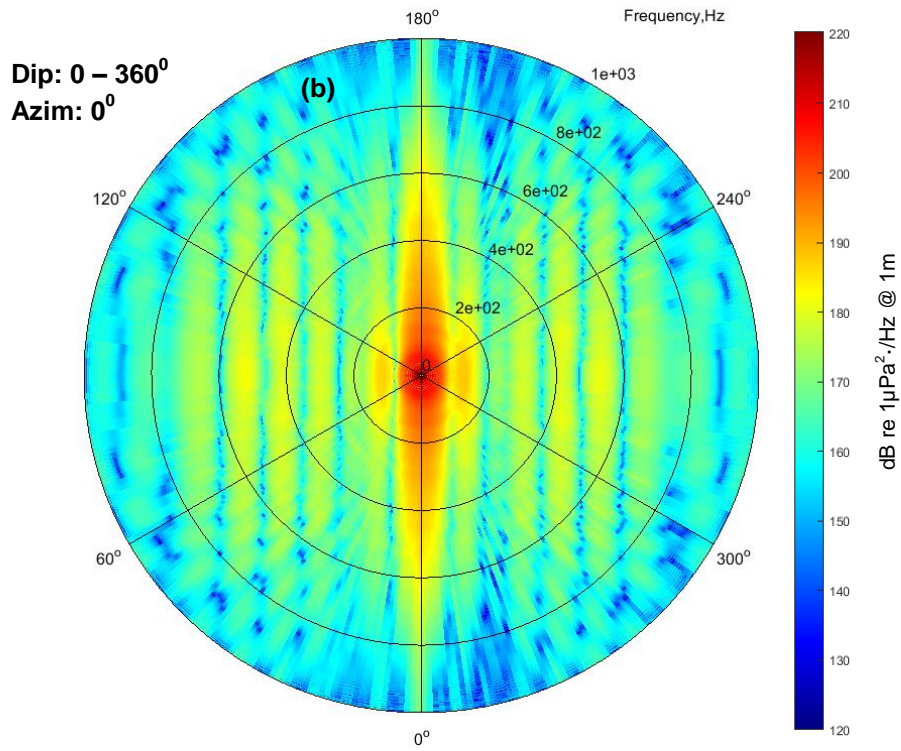 180°
Frequency,Hz
Dip: 0 – 360⁰
Azim: 0⁰
(b)
1e+03
8e+02
6e+02
4e+02
2e+02
0
120°
240°
60°
300°
0°
220
210
200
190
180
170
160
150
140
130
120
dB re 1µPa²·/Hz @ 1m